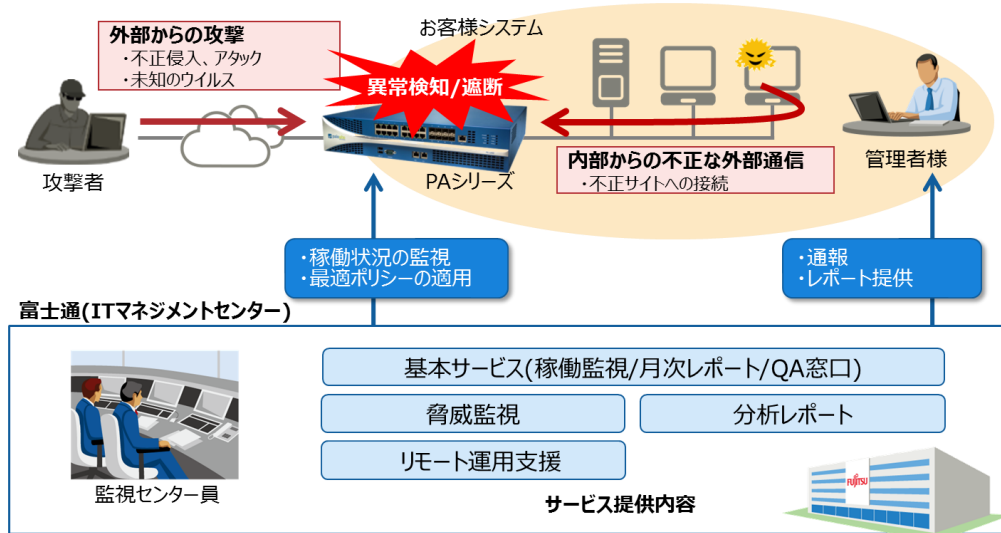 お客様システム
外部からの攻撃
・不正侵入、アタック
・未知のウイルス
異常検知/遮断
攻撃者
PAシリーズ
内部からの不正な外部通信
・不正サイトへの接続
管理者様
・稼働状況の監視
・最適ポリシーの適用
・通報
・レポート提供
富士通(ITマネジメントセンター)
基本サービス(稼働監視/月次レポート/QA窓口)
脅威監視
分析レポート
リモート運用支援
監視センター員
サービス提供内容
FUJITSU